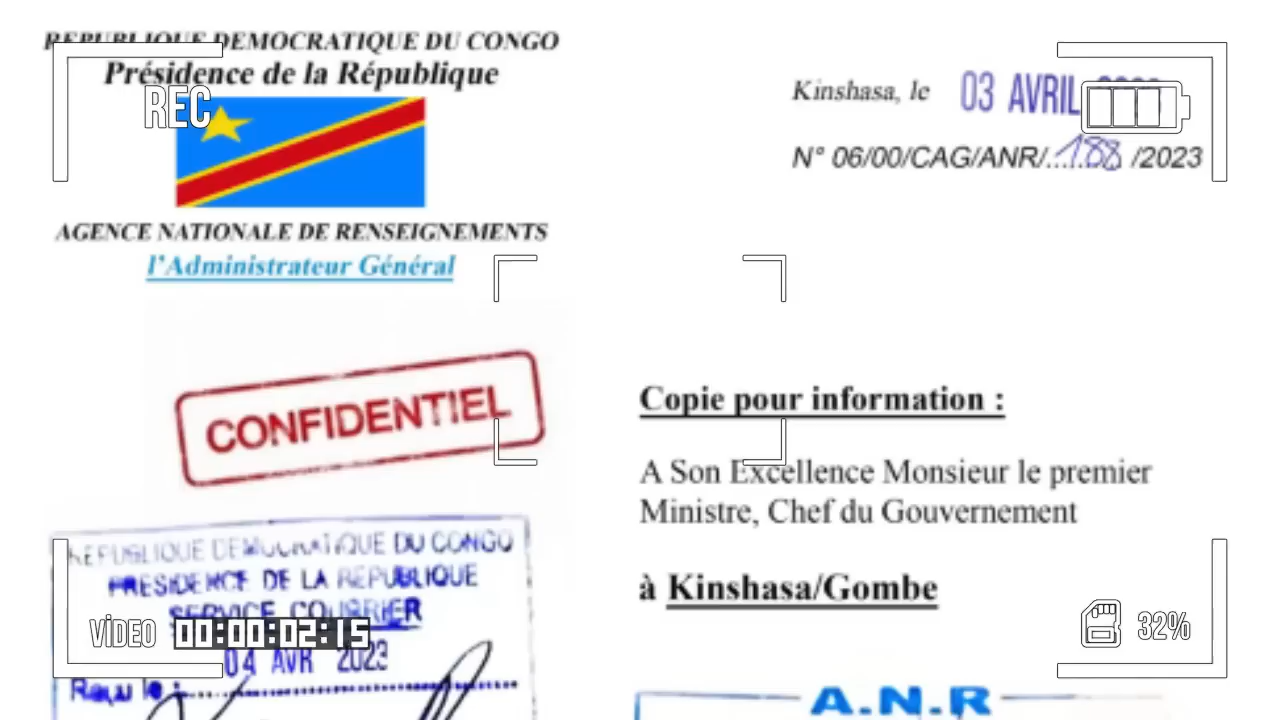 REPUBLIQUE DEMOCRATIQUE DU CONGO
Présidence de la République
REC
AGENCE NATIONALE DE RENSEIGNEMENTS
l'Administrateur Général
Kinshasa, le 03 AVRIL
N° 06/00/CAG/ANR/...188 /2023
CONFIDENTIEL
Copie pour information :
A Son Excellence Monsieur le premier
Ministre, Chef du Gouvernement
à Kinshasa/Gombe
REPUBLIQUE DEMOCRATIQUE DU CONGO
PRESIDENCE DE LA REPUBLIQUE
SERVICE COURRIER
04 AVR 2023
Reçu le :
VİDEO 00:00:02:15
32%
A.N.R